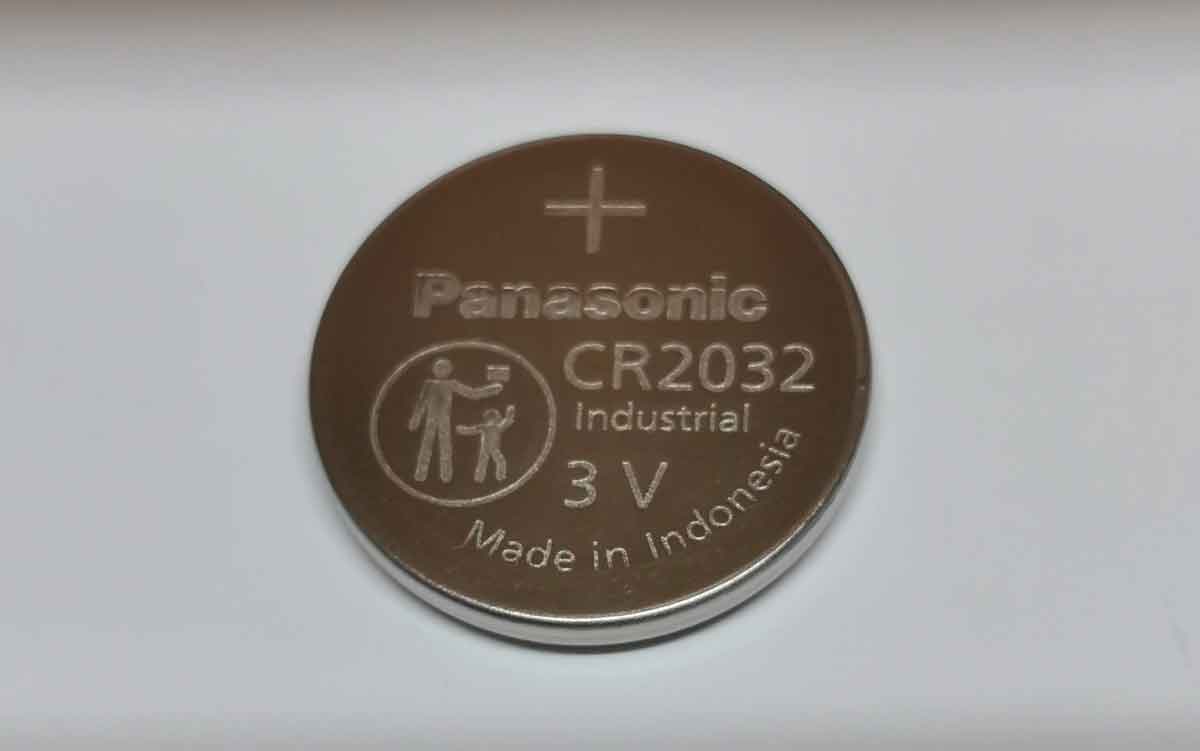 +
Panasonic
CR2032
Industrial
3 V
Made in Indonesia